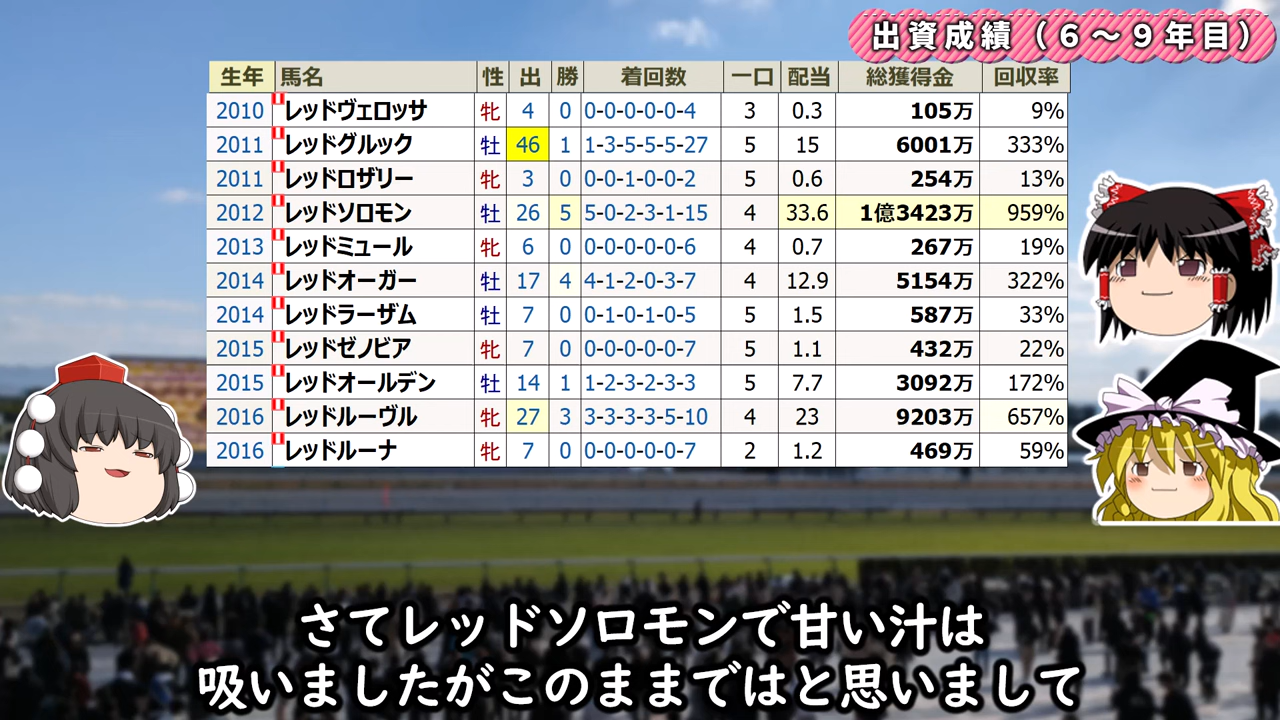 出資成績（６～９年目）
生年 馬名 性 出 勝 着回数 一口 配当 総獲得金 回収率
2010 レッドヴェロッサ 牝 4 0 0-0-0-0-0-4 3 0.3 105万 9%
2011 レッドグルック 牡 46 1 1-3-5-5-5-27 5 15 6001万 333%
2011 レッドロザリー 牝 3 0 0-0-1-0-0-2 5 0.6 254万 13%
2012 レッドソロモン 牡 26 5 5-0-2-3-1-15 4 33.6 1億3423万 959%
2013 レッドミュール 牝 6 0 0-0-0-0-0-6 4 0.7 267万 19%
2014 レッドオーガー 牡 17 4 4-1-2-0-3-7 4 12.9 5154万 322%
2014 レッドラーザム 牡 7 0 0-1-0-1-0-5 5 1.5 587万 33%
2015 レッドゼノビア 牝 7 0 0-0-0-0-0-7 5 1.1 432万 22%
2015 レッドオールデン 牡 14 1 1-2-3-2-3-3 5 7.7 3092万 172%
2016 レッドルーヴル 牝 27 3 3-3-3-3-5-10 4 23 9203万 657%
2016 レッドルーナ 牝 7 0 0-0-0-0-0-7 2 1.2 469万 59%
さてレッドソロモンで甘い汁は
吸いましたがこのままではと思いまして